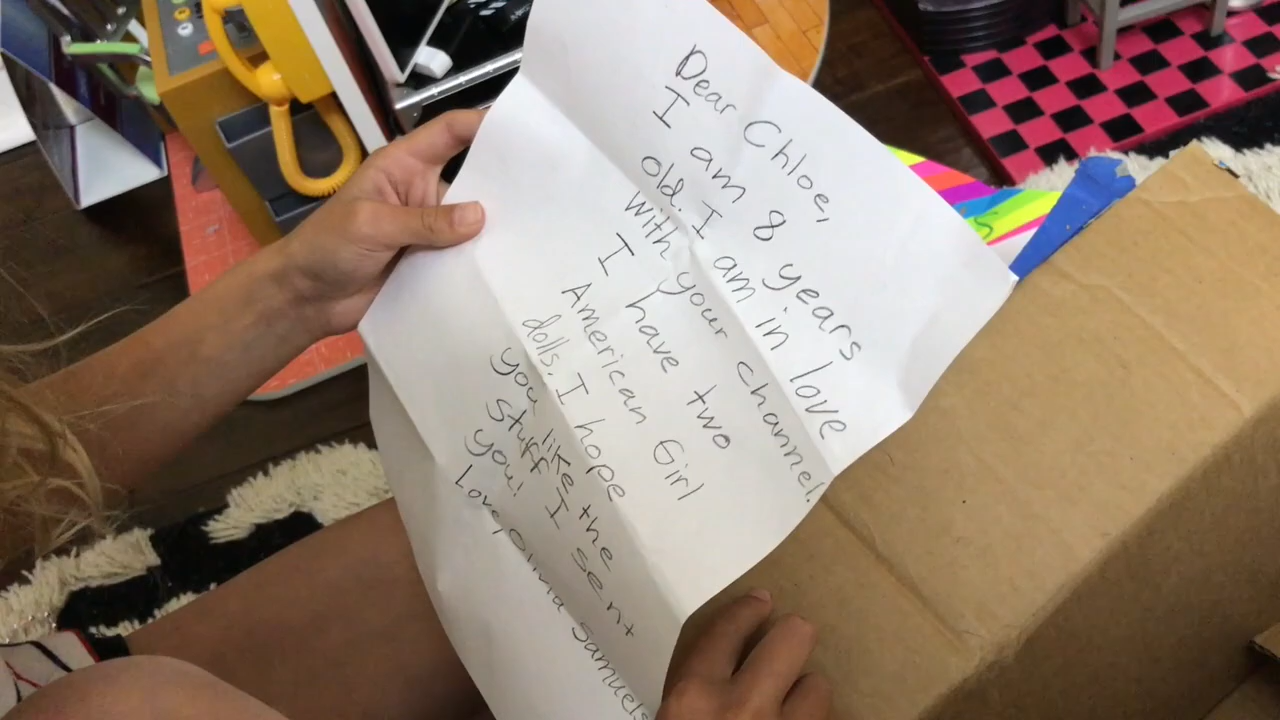 Dear Chloe,
I am 8 years
old. I am in love
with your channel.
I have two
American Girl
dolls. I hope
you like the
stuff I sent
you!
Love, Olivia Samuels